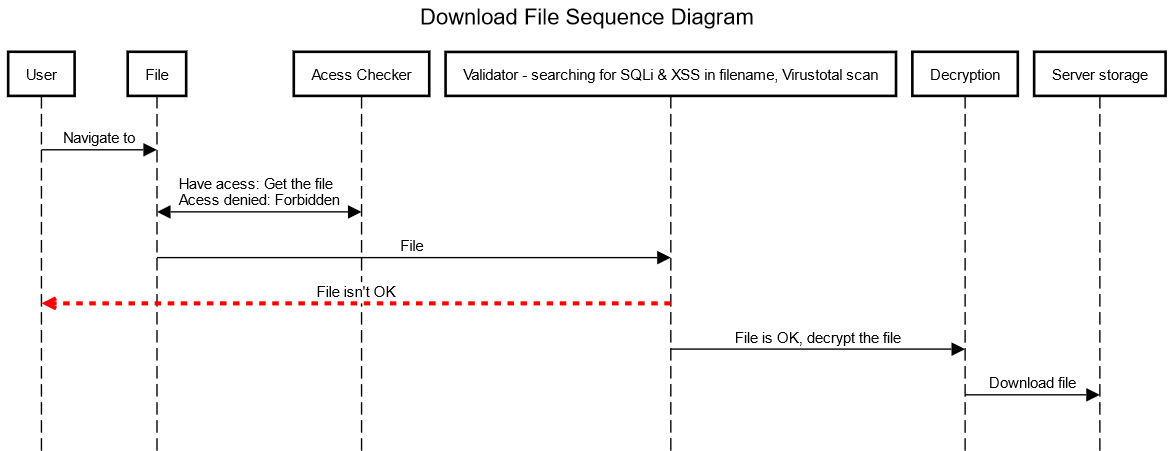 Download File Sequence Diagram
User
File
Acess Checker
Validator - searching for SQLi & XSS in filename, Virustotal scan
Decryption
Server storage
Navigate to
Have acess: Get the file
Acess denied: Forbidden
File
File isn't OK
File is OK, decrypt the file
Download file